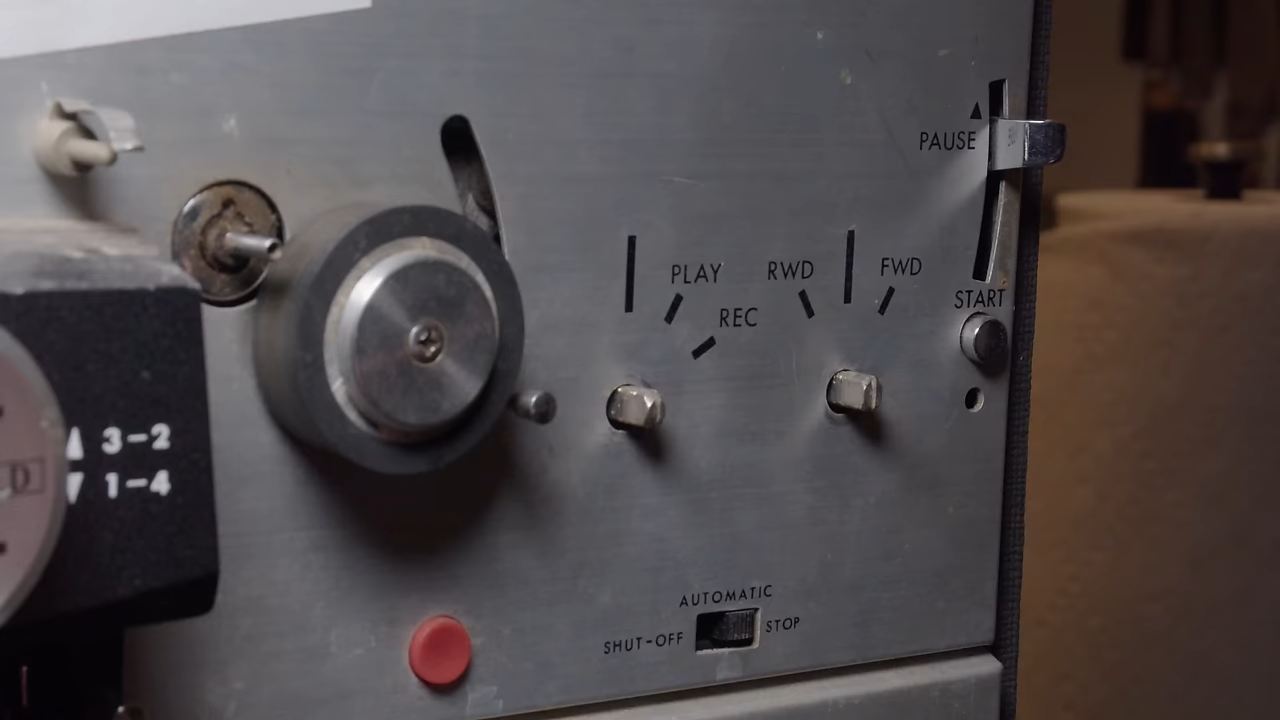 PAUSE
PLAY
RWD
FWD
REC
START
3-2
1-4
D
AUTOMATIC
SHUT-OFF
STOP